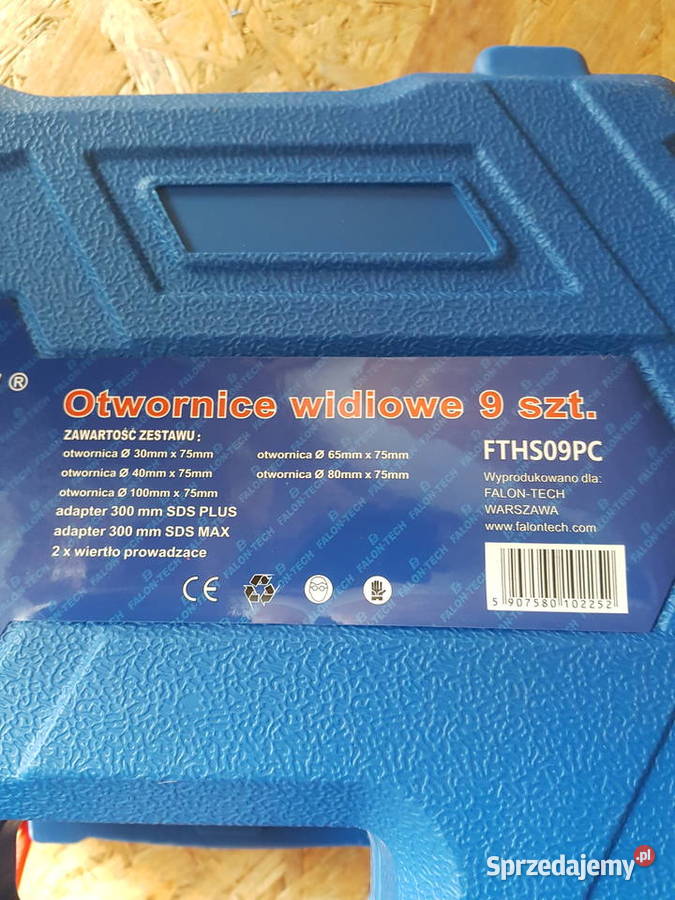 ®
Otwornice widiowe 9 szt.
ZAWARTOŚĆ ZESTAWU :
otwornica Ø 30mm x 75mm
otwornica Ø 65mm x 75mm
otwornica Ø 40mm x 75mm
otwornica Ø 80mm x 75mm
otwornica Ø 100mm x 75mm
adapter 300 mm SDS PLUS
adapter 300 mm SDS MAX
2 x wiertło prowadzące
FTHS09PC
Wyprodukowano dla:
FALON-TECH
WARSZAWA
www.falontech.com
CE
5 907580 102252
FALON-TECH
Sprzedajemy.pl